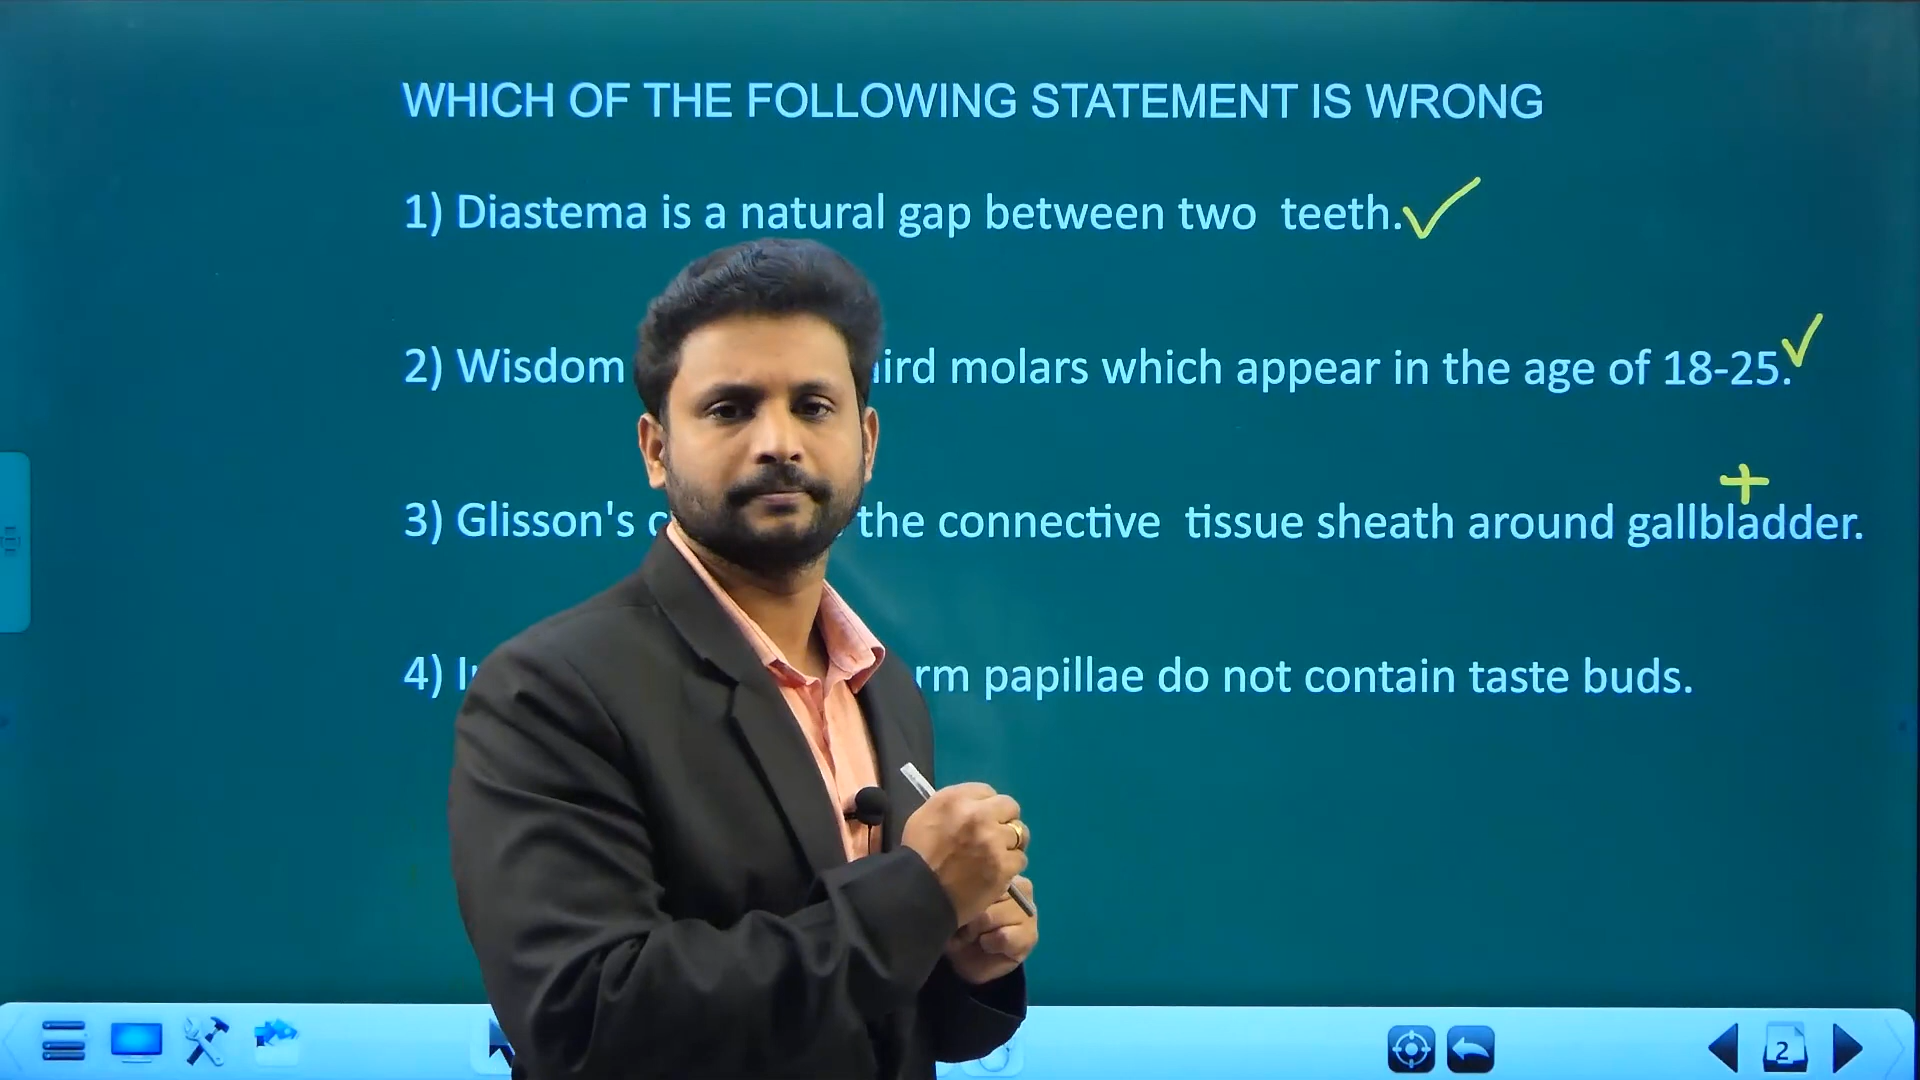 WHICH OF THE FOLLOWING STATEMENT IS WRONG
1) Diastema is a natural gap between two teeth.
2) Wisdom molars which appear in the age of 18-25.
3) Glisson's the connective tissue sheath around gallbladder.
4) papillae do not contain taste buds.
2